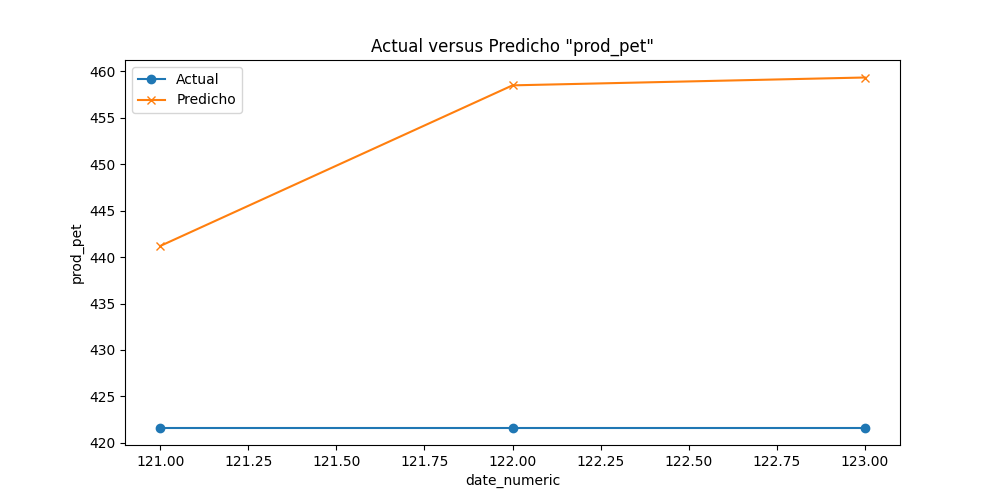 Actual versus Predicho "prod_pet"
Actual
Predicho
460
455
450
445
440
435
430
425
420
prod_pet
121.00 121.25 121.50 121.75 122.00 122.25 122.50 122.75 123.00
date_numeric